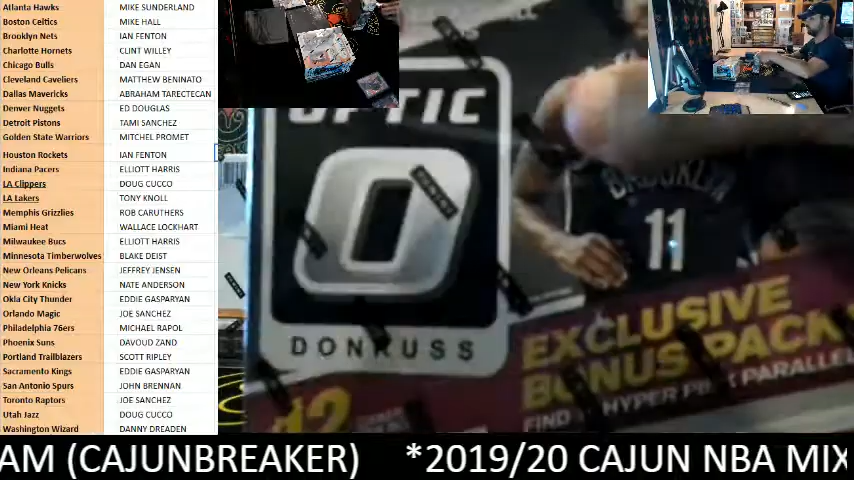 Atlanta Hawks MIKE SUNDERLAND
Boston Celtics MIKE HALL
Brooklyn Nets IAN FENTON
Charlotte Hornets CLINT WILLEY
Chicago Bulls DAN EGAN
Cleveland Cavaliers MATTHEW BENINATO
Dallas Mavericks ABRAHAM TARECTECAN
Denver Nuggets ED DOUGLAS
Detroit Pistons TAMI SANCHEZ
Golden State Warriors MITCHEL PROMET
Houston Rockets IAN FENTON
Indiana Pacers ELLIOTT HARRIS
LA Clippers DOUG CUCCO
LA Lakers TONY KNOLL
Memphis Grizzlies ROB CARUTHERS
Miami Heat WALLACE LOCKHART
Milwaukee Bucs ELLIOTT HARRIS
Minnesota Timberwolves BLAKE DEIST
New Orleans Pelicans JEFFREY JENSEN
New York Knicks NATE ANDERSON
Okla City Thunder EDDIE GASPARYAN
Orlando Magic JOE SANCHEZ
Philadelphia 76ers MICHAEL RAPOL
Phoenix Suns DAVOUD ZAND
Portland Trailblazers SCOTT RIPLEY
Sacramento Kings EDDIE GASPARYAN
San Antonio Spurs JOHN BRENNAN
Toronto Raptors JOE SANCHEZ
Utah Jazz DOUG CUCCO
Washington Wizard DANNY DREADEN
OPTIC
DONRUSS
BROOKLYN
11
EXCLUSIVE
BONUS PACK
FIND HYPER PINK PARALLEL
12
AM (CAJUNBREAKER) *2019/20 CAJUN NBA MIX